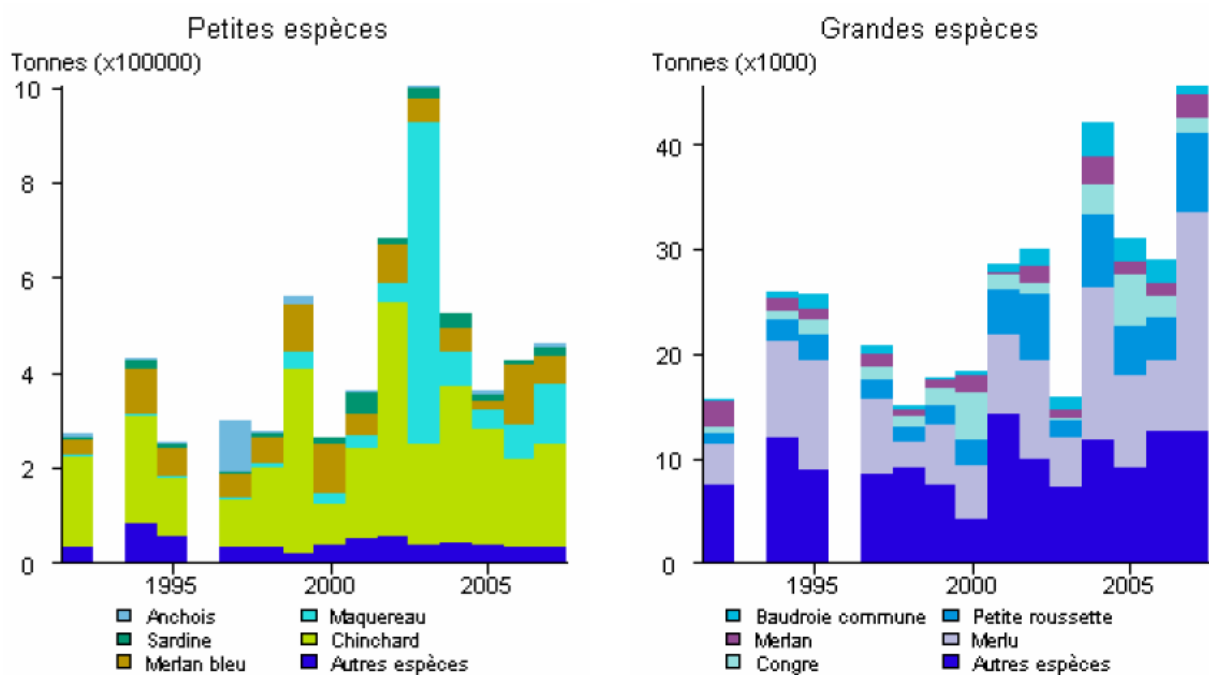 Petites espèces
Tonnes (x100000)
10
8
6
4
2
0
1995
2000
2005
Anchois
Maquereau
Sardine
Chinchard
Merlan bleu
Autres espèces
Grandes espèces
Tonnes (x1000)
40
30
20
10
0
1995
2000
2005
Baudroie commune
Petite roussette
Merlan
Merlu
Congre
Autres espèces